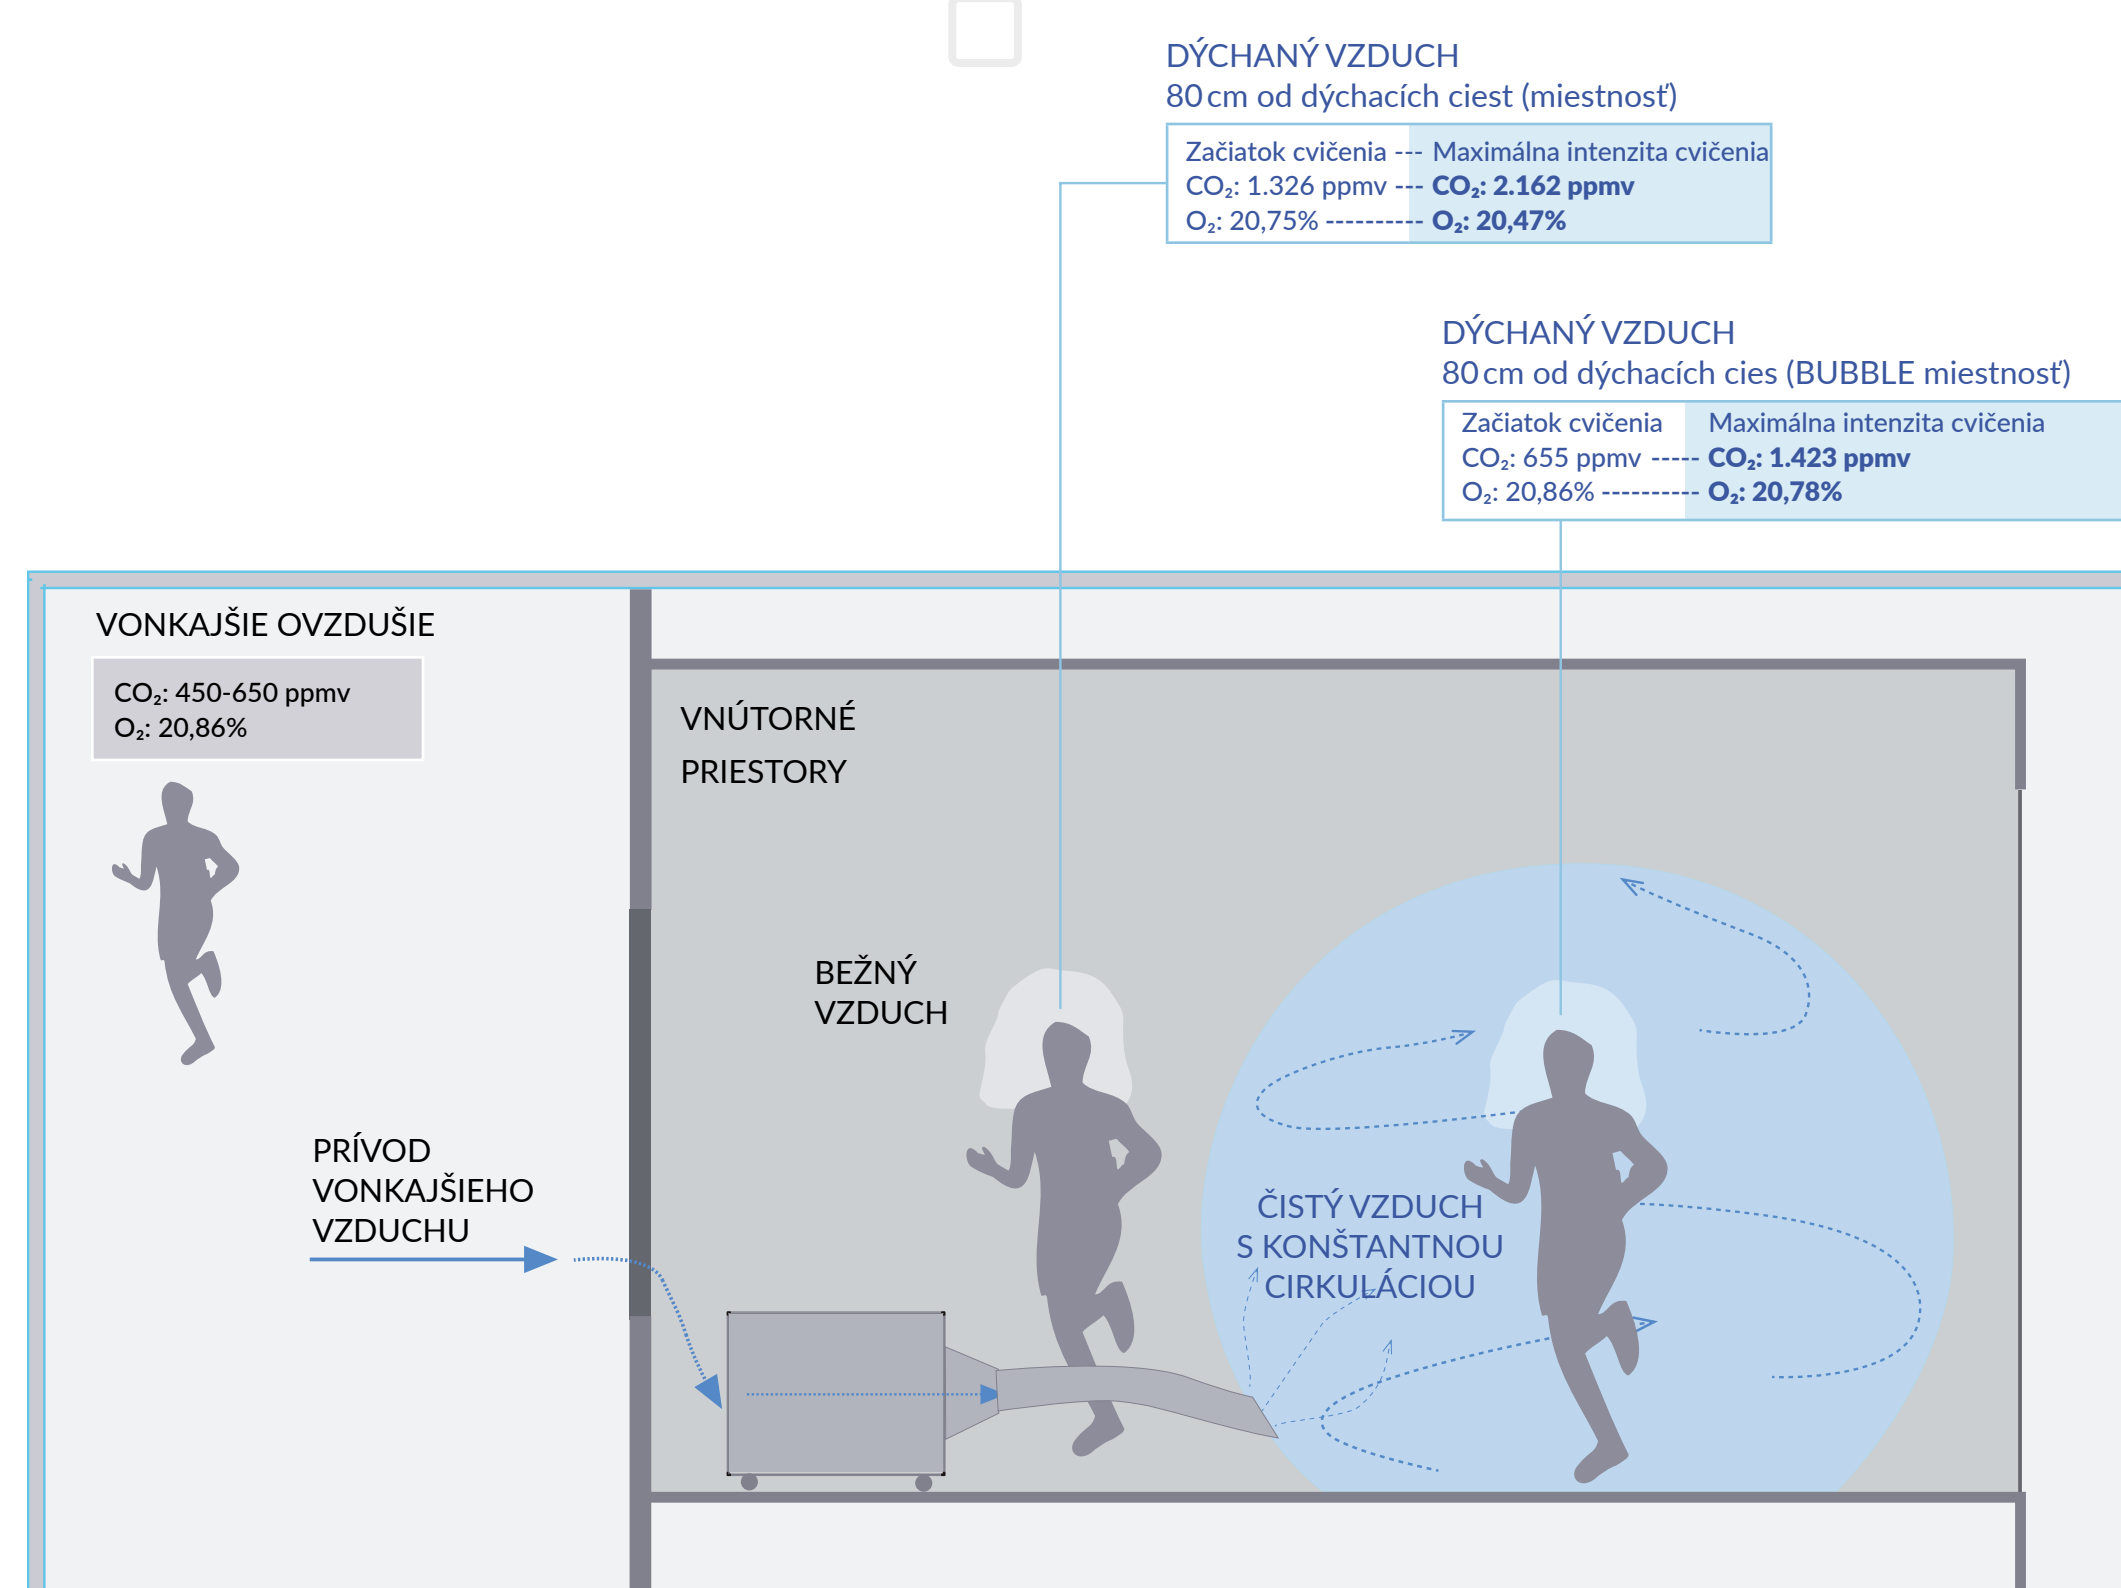 DÝCHANÝ VZDUCH
80 cm od dýchacích ciest (miestnosť)
Začiatok cvičenia --- Maximálna intenzita cvičenia
CO₂: 1.326 ppmv --- CO₂: 2.162 ppmv
O₂: 20,75% ---------- O₂: 20,47%
DÝCHANÝ VZDUCH
80 cm od dýchacích cies (BUBBLE miestnosť)
Začiatok cvičenia Maximálna intenzita cvičenia
CO₂: 655 ppmv ----- CO₂: 1.423 ppmv
O₂: 20,86% ---------- O₂: 20,78%
VONKAJŠIE OVZDUŠIE
CO₂: 450-650 ppmv
O₂: 20,86%
VNÚTORNÉ
PRIESTORY
BEŽNÝ
VZDUCH
PRÍVOD
VONKAJŠIEHO
VZDUCHU
ČISTÝ VZDUCH
S KONŠTANTNOU
CIRKULÁCIOU